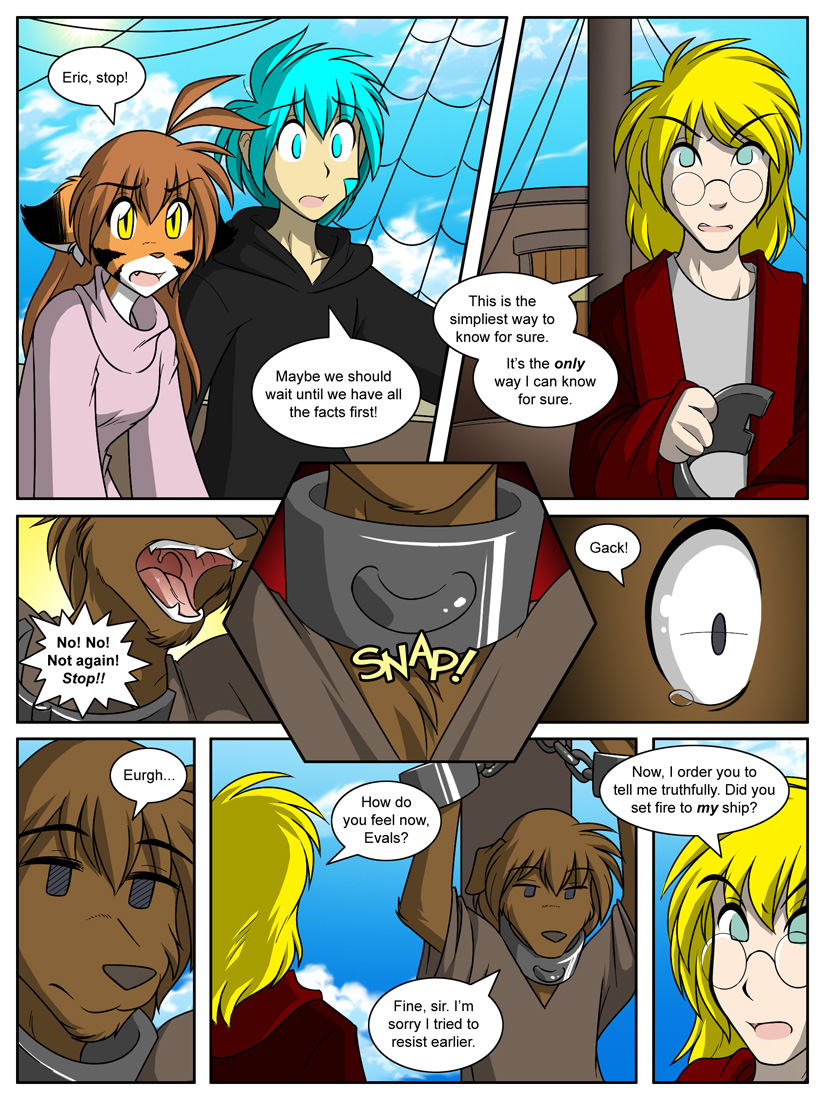 Eric, stop!
Maybe we should
wait until we have all
the facts first!
This is the
simpliest way to
know for sure.
It's the only
way I can know
for sure.
No! No!
Not again!
Stop!!
SNAP!
Gack!
Eurgh...
How do
you feel now,
Evals?
Fine, sir. I'm
sorry I tried to
resist earlier.
Now, I order you to
tell me truthfully. Did you
set fire to my ship?